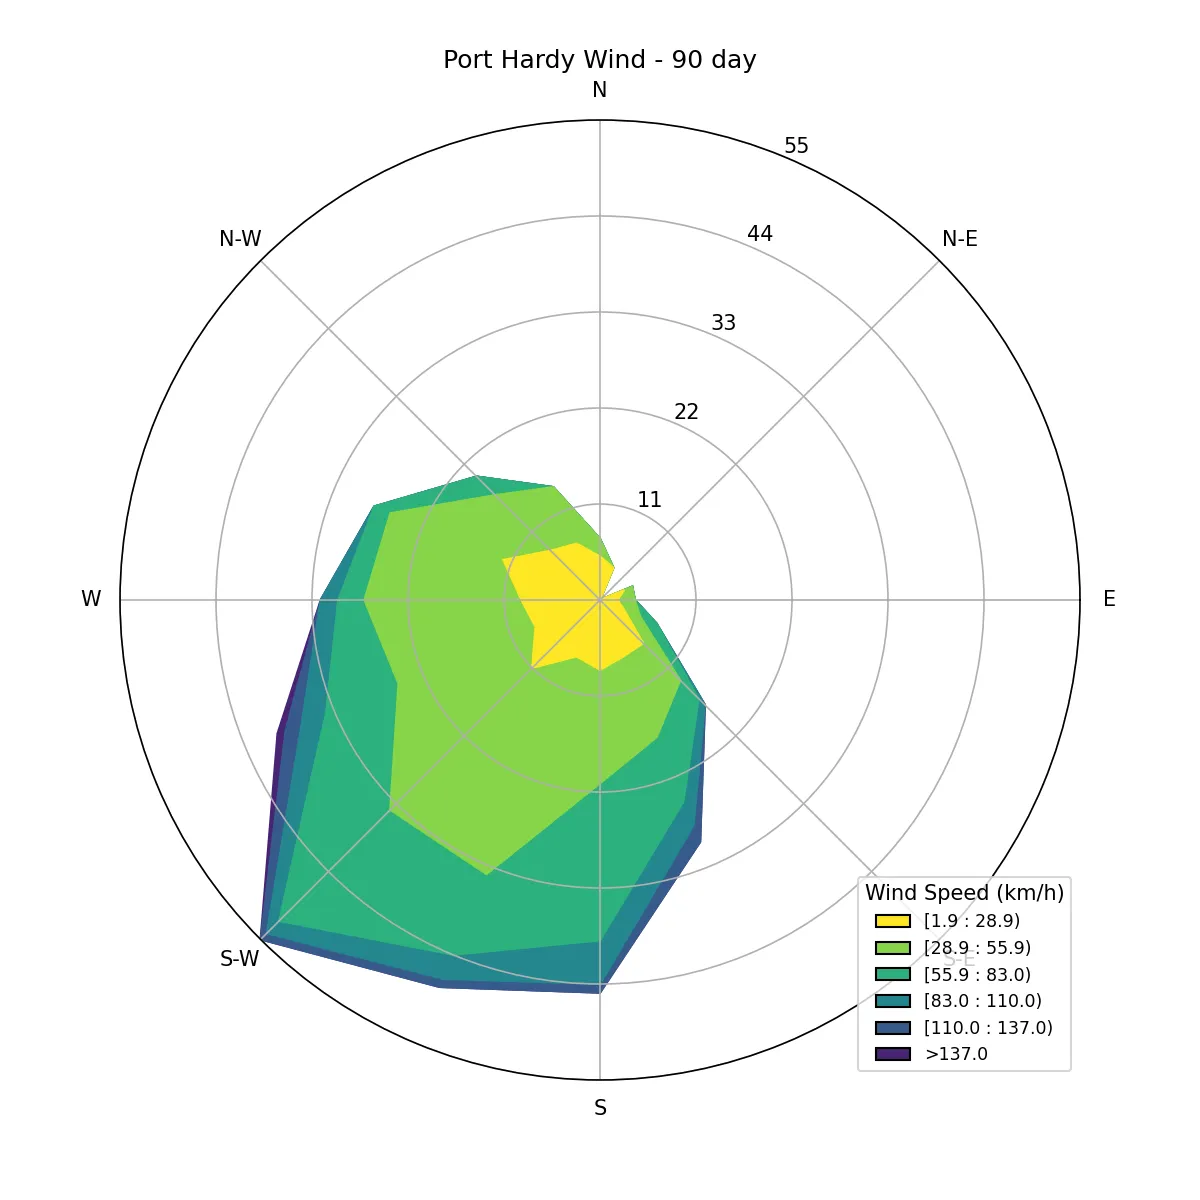 Port Hardy Wind - 90 day
N
55
44
N-W
N-E
33
22
11
W
E
Wind Speed (km/h)
[1.9 : 28.9)
[28.9 : 55.9)
[55.9 : 83.0)
[83.0 : 110.0)
[110.0 : 137.0)
>137.0
S-W
S-E
S